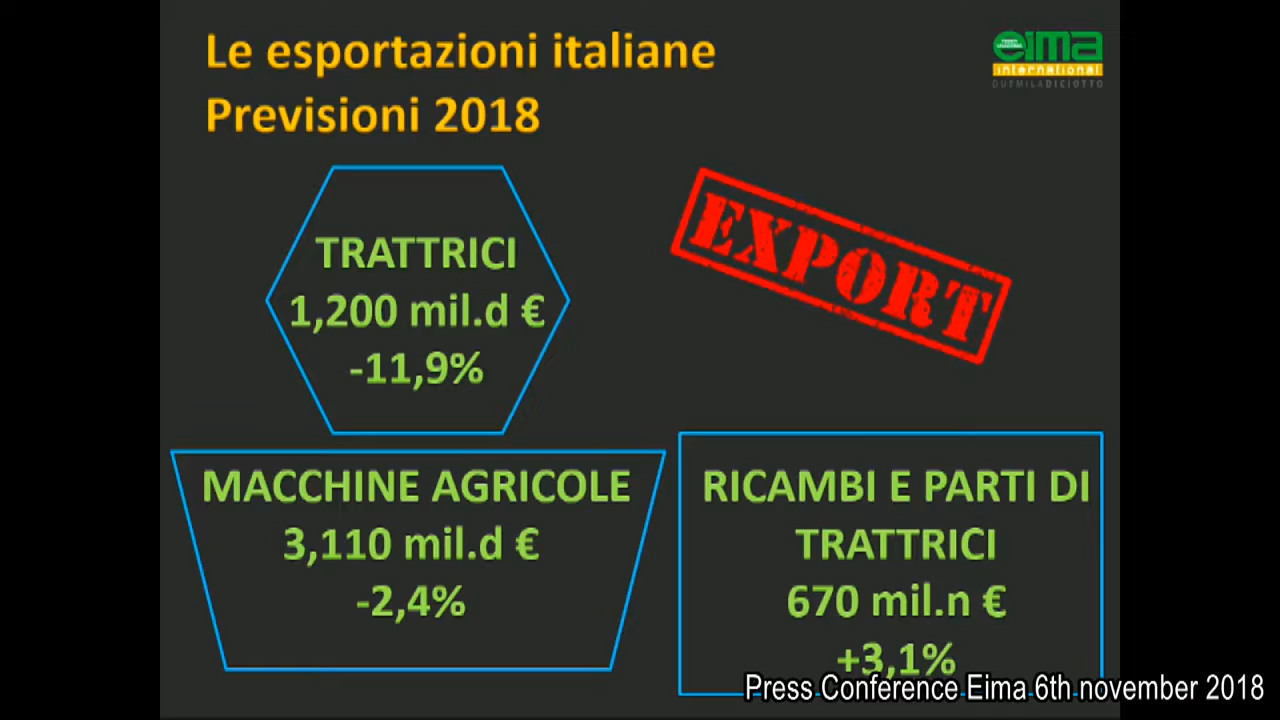 Le esportazioni italiane
Previsioni 2018
eima
international
DUEMILADICIOTTO
EXPORT
TRATTRICI
1,200 mil.d €
-11,9%
MACCHINE AGRICOLE
3,110 mil.d €
-2,4%
RICAMBI E PARTI DI
TRATTRICI
670 mil.n €
+3,1%
Press Conference Eima 6th november 2018